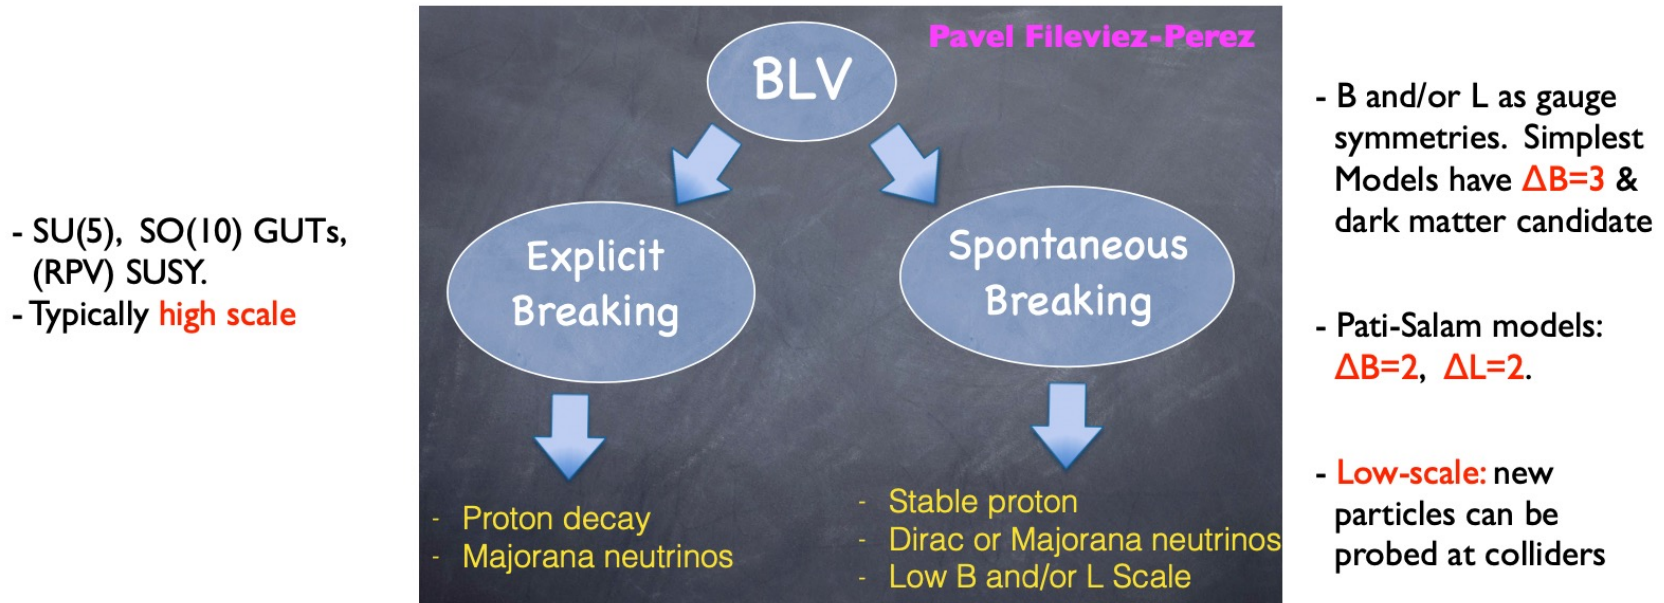 Pavel Fileviez-Perez
BLV
- SU(5), SO(10) GUTs,
(RPV) SUSY.
- Typically high scale
Explicit
Breaking
Spontaneous
Breaking
- Proton decay
- Majorana neutrinos
- Stable proton
- Dirac or Majorana neutrinos
- Low B and/or L Scale
- B and/or L as gauge
symmetries. Simplest
Models have ΔB=3 &
dark matter candidate
- Pati-Salam models:
ΔB=2, ΔL=2.
- Low-scale: new
particles can be
probed at colliders